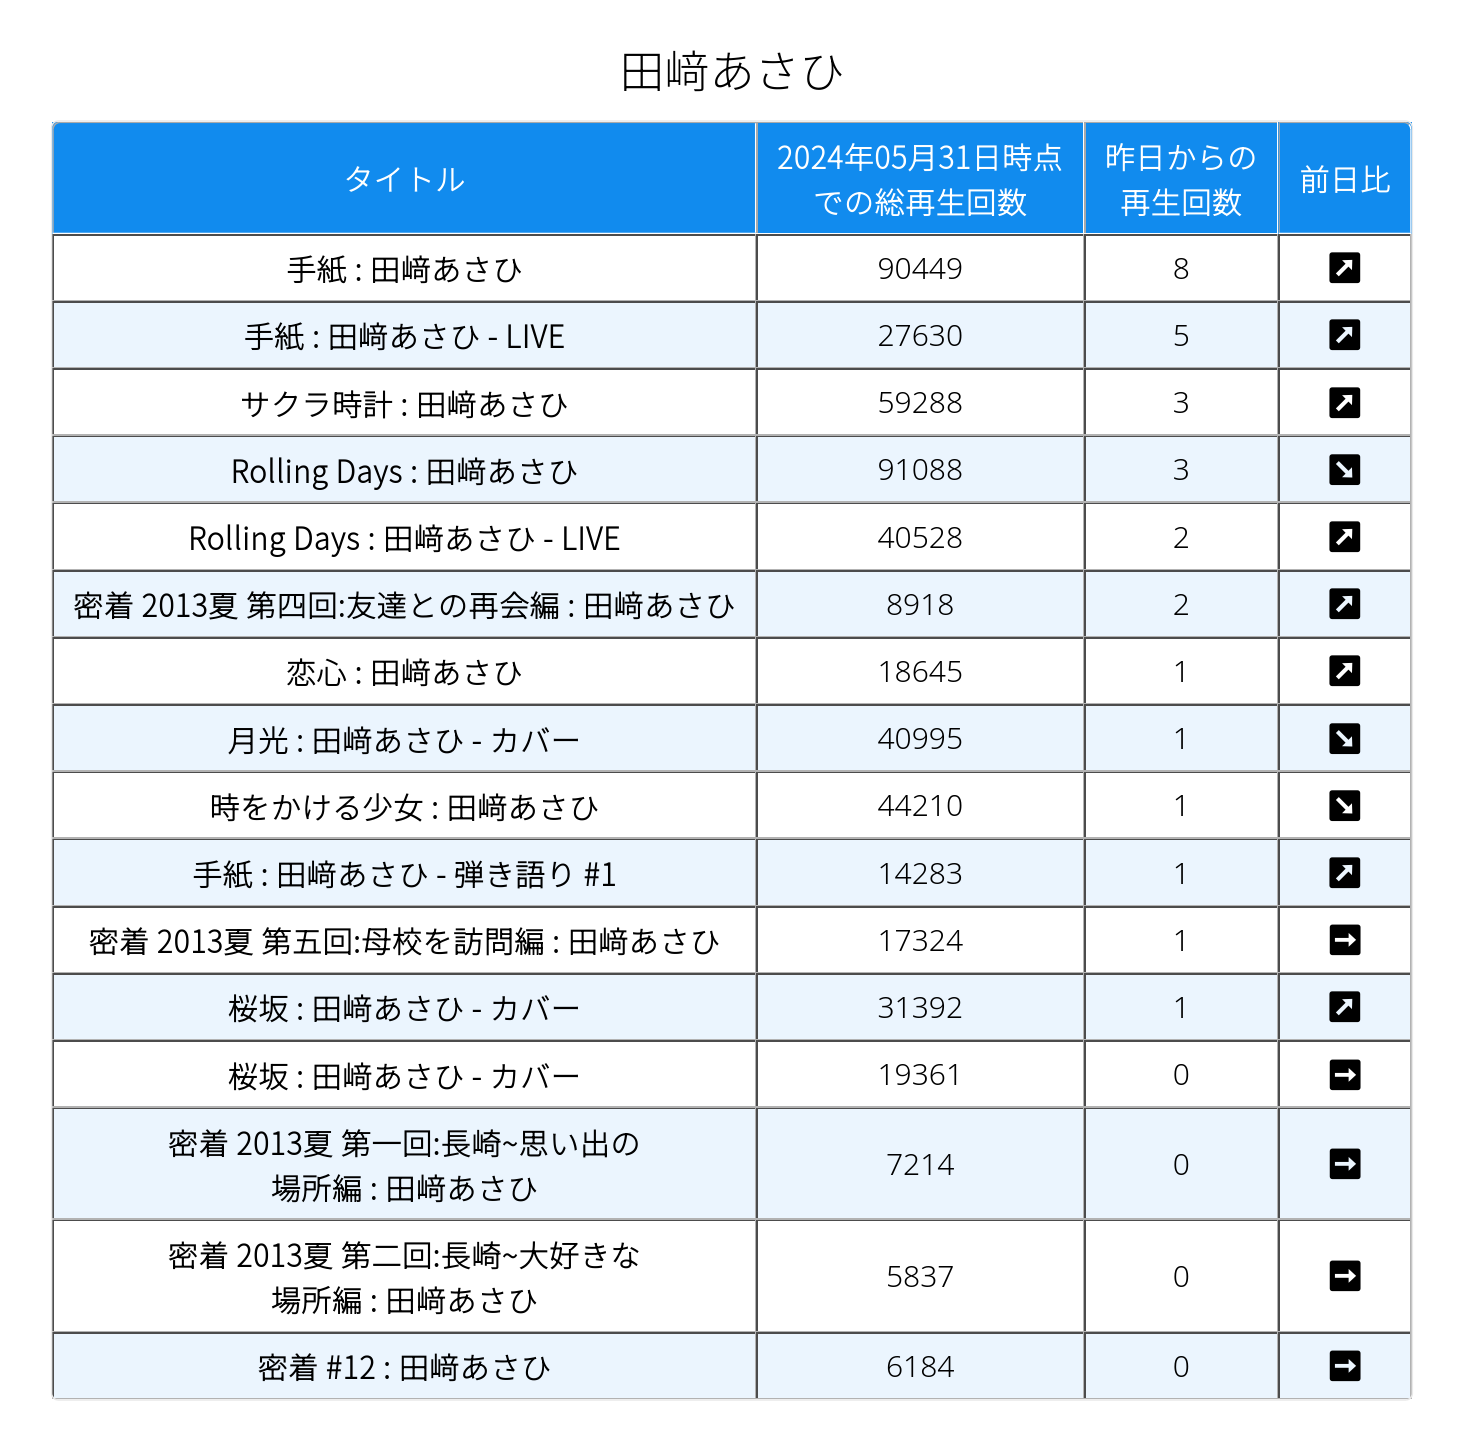 田﨑あさひ
タイトル
2024年05月31日時点
での総再生回数
昨日からの
再生回数
前日比
手紙 : 田﨑あさひ 90449 8 ↗
手紙 : 田﨑あさひ - LIVE 27630 5 ↗
サクラ時計 : 田﨑あさひ 59288 3 ↗
Rolling Days : 田﨑あさひ 91088 3 ↘
Rolling Days : 田﨑あさひ - LIVE 40528 2 ↗
密着 2013夏 第四回:友達との再会編 : 田﨑あさひ 8918 2 ↗
恋心 : 田﨑あさひ 18645 1 ↗
月光 : 田﨑あさひ - カバー 40995 1 ↘
時をかける少女 : 田﨑あさひ 44210 1 ↘
手紙 : 田﨑あさひ - 弾き語り #1 14283 1 ↗
密着 2013夏 第五回:母校を訪問編 : 田﨑あさひ 17324 1 →
桜坂 : 田﨑あさひ - カバー 31392 1 ↗
桜坂 : 田﨑あさひ - カバー 19361 0 →
密着 2013夏 第一回:長崎~思い出の
場所編 : 田﨑あさひ 7214 0 →
密着 2013夏 第二回:長崎~大好きな
場所編 : 田﨑あさひ 5837 0 →
密着 #12 : 田﨑あさひ 6184 0 →